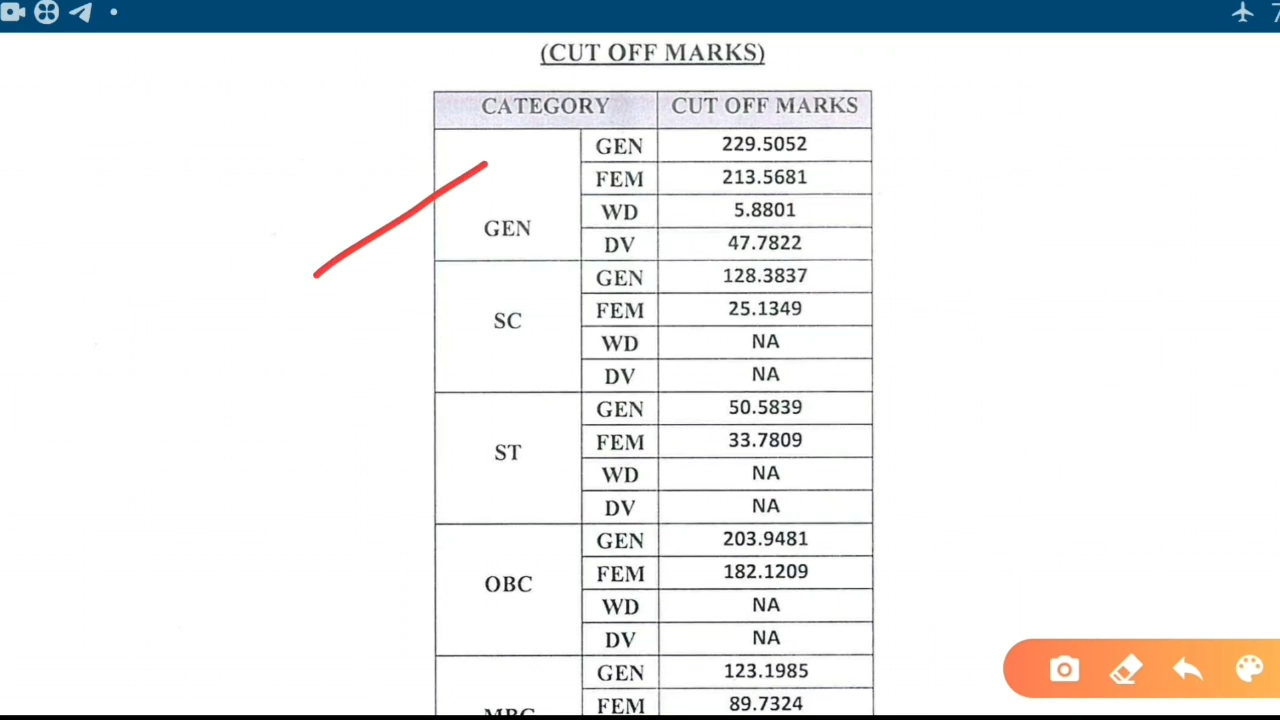 7
(CUT OFF MARKS)
CATEGORY CUT OFF MARKS
GEN GEN 229.5052
FEM 213.5681
WD 5.8801
DV 47.7822
SC GEN 128.3837
FEM 25.1349
WD NA
DV NA
ST GEN 50.5839
FEM 33.7809
WD NA
DV NA
OBC GEN 203.9481
FEM 182.1209
WD NA
DV NA
MBC GEN 123.1985
FEM 89.7324